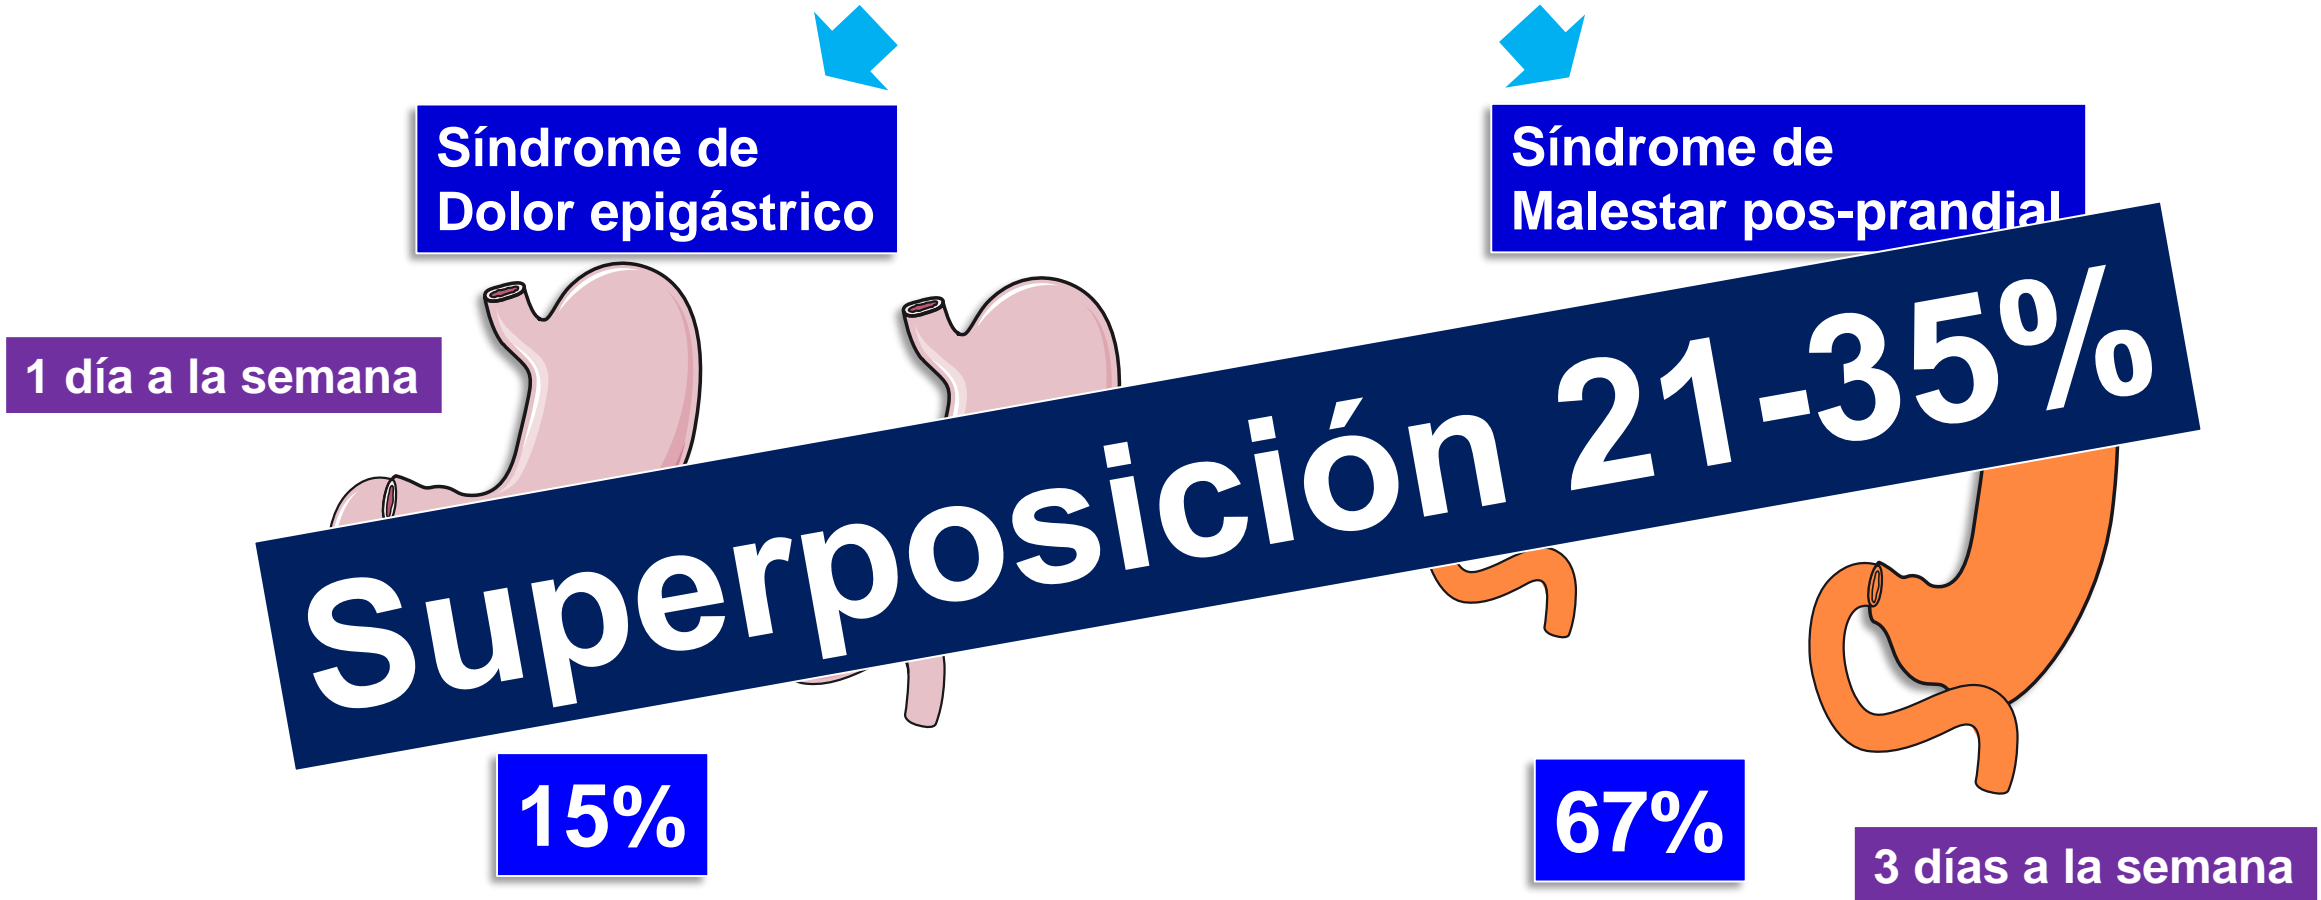 Síndrome de
Dolor epigástrico
Síndrome de
Malestar pos-prandial
1 día a la semana
Superposición 21-35%
15%
67%
3 días a la semana